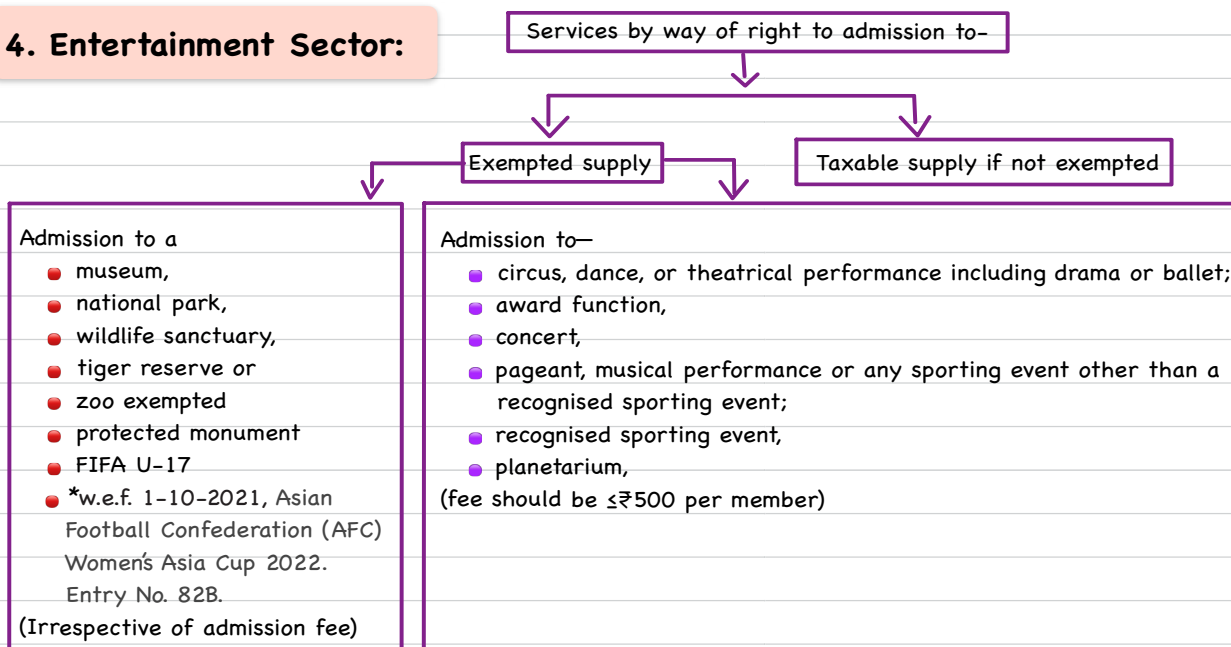 4. Entertainment Sector:
Services by way of right to admission to-
Exempted supply
Taxable supply if not exempted
Admission to a
museum,
national park,
wildlife sanctuary,
tiger reserve or
zoo exempted
protected monument
FIFA U-17
*w.e.f. 1-10-2021, Asian
Football Confederation (AFC)
Women's Asia Cup 2022.
Entry No. 82B.
(Irrespective of admission fee)
Admission to—
circus, dance, or theatrical performance including drama or ballet;
award function,
concert,
pageant, musical performance or any sporting event other than a
recognised sporting event;
recognised sporting event,
planetarium,
(fee should be ≤₹500 per member)